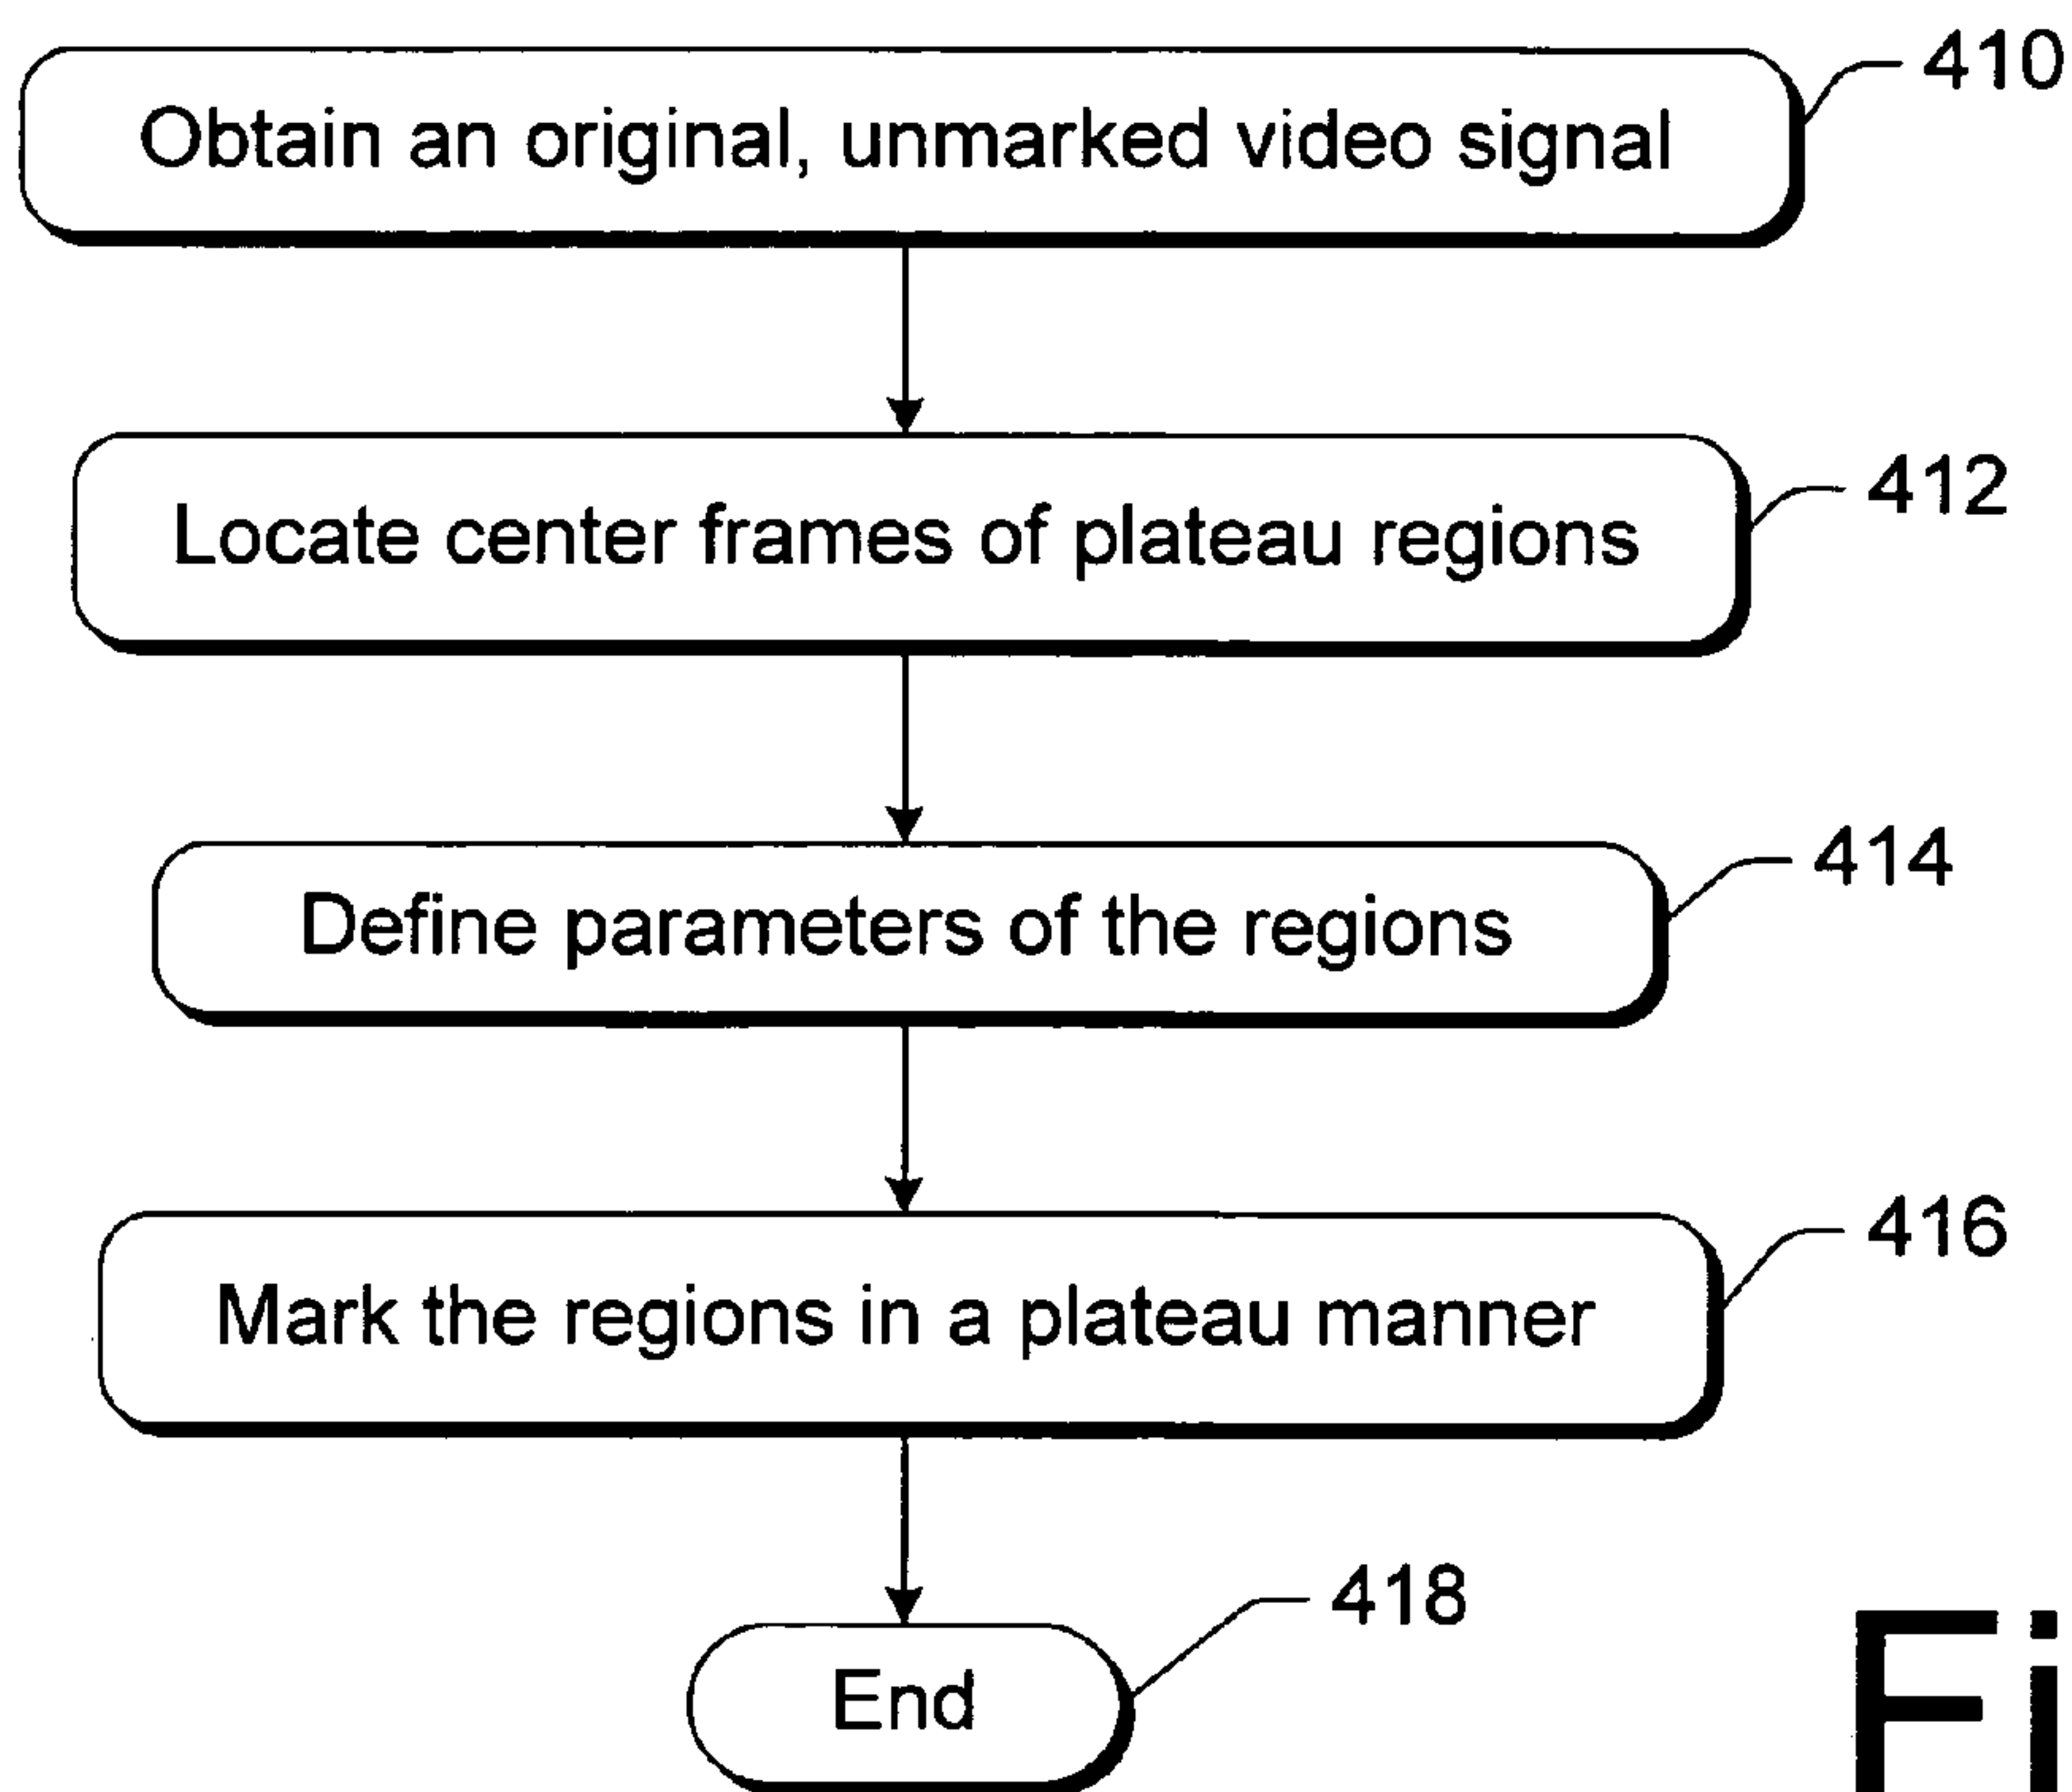 410
Obtain an original, unmarked video signal
412
Locate center frames of plateau regions
414
Define parameters of the regions
416
Mark the regions in a plateau manner
418
End
Fi